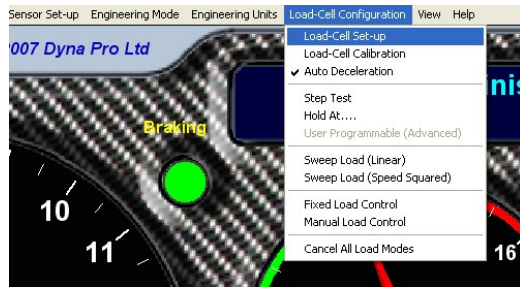 Sensor Set-up Engineering Mode Engineering Units Load-Cell Configuration View Help
2007 Dyna Pro Ltd
Load-Cell Set-up
Load-Cell Calibration
✓ Auto Deceleration
Step Test
Hold At....
User Programmable (Advanced)
Sweep Load (Linear)
Sweep Load (Speed Squared)
Fixed Load Control
Manual Load Control
Cancel All Load Modes
Braking
10
11
16